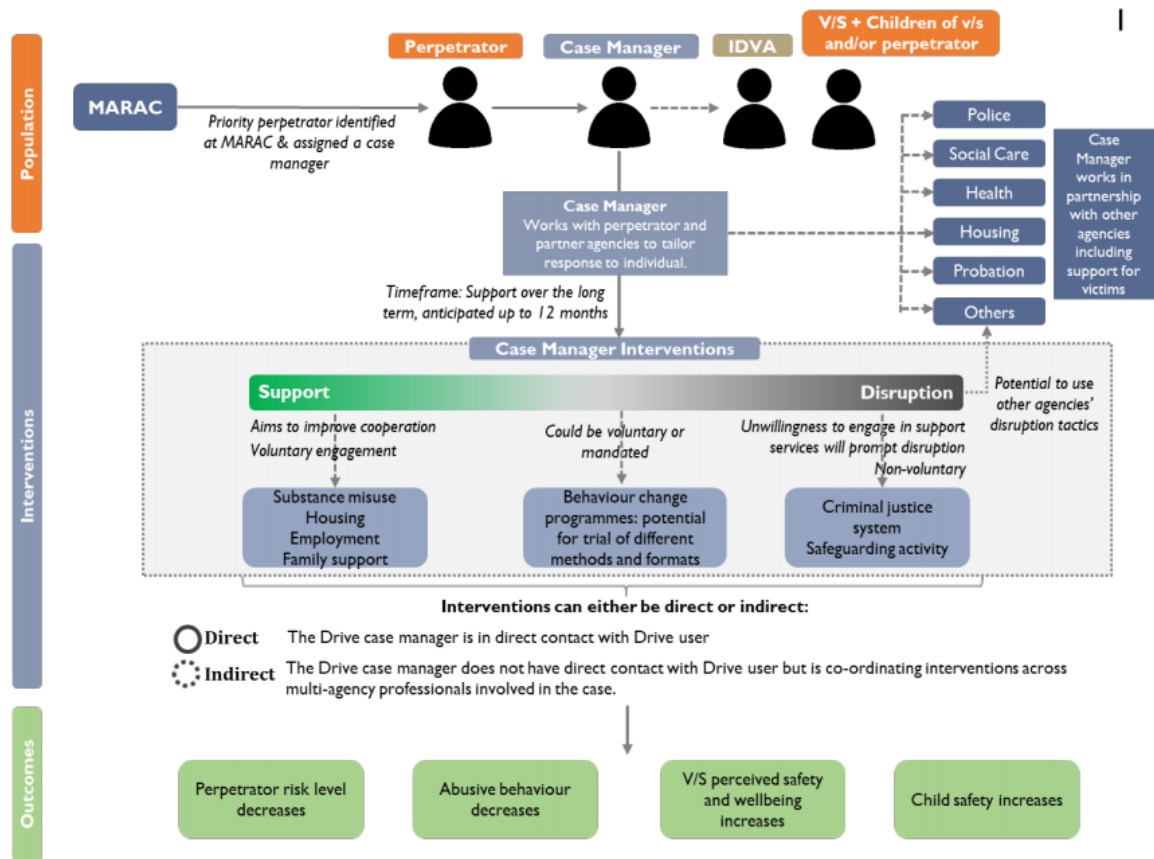 I
Population
Perpetrator
Case Manager
IDVA
V/S + Children of v/s
and/or perpetrator
MARAC
Priority perpetrator identified
at MARAC & assigned a case
manager
Police
Social Care
Health
Housing
Probation
Others
Case
Manager
works in
partnership
with other
agencies
including
support for
victims
Case Manager
Works with perpetrator and
partner agencies to tailor
response to individual.
Timeframe: Support over the long
term, anticipated up to 12 months
Interventions
Case Manager Interventions
Support
Disruption
Potential to use
other agencies'
disruption tactics
Aims to improve cooperation
Voluntary engagement
Could be voluntary or
mandated
Unwillingness to engage in support
services will prompt disruption
Non-voluntary
Substance misuse
Housing
Employment
Family support
Behaviour change
programmes: potential
for trial of different
methods and formats
Criminal justice
system
Safeguarding activity
Interventions can either be direct or indirect:
Direct The Drive case manager is in direct contact with Drive user
Indirect The Drive case manager does not have direct contact with Drive user but is co-ordinating interventions across
multi-agency professionals involved in the case.
Outcomes
Perpetrator risk level
decreases
Abusive behaviour
decreases
V/S perceived safety
and wellbeing
increases
Child safety increases